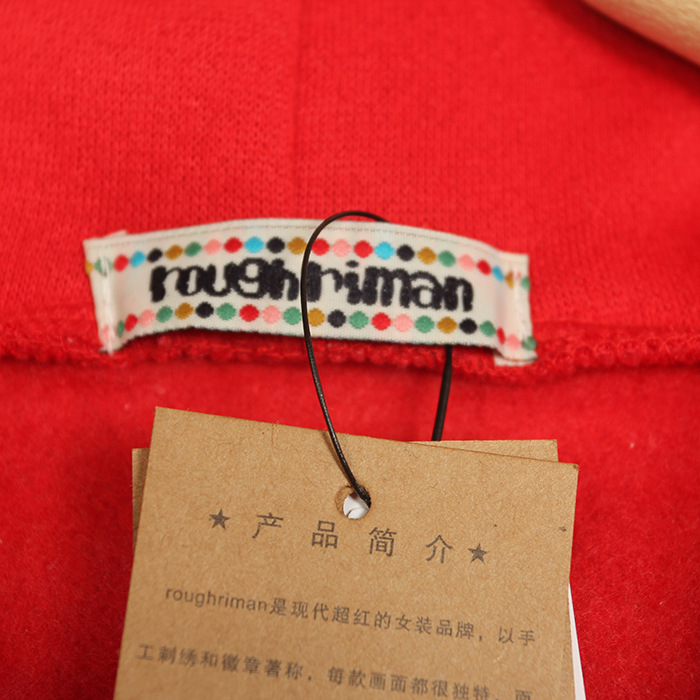 roughriman
★产品简介★
roughriman是现代超红的女装品牌，以手
工刺绣和徽章著称，每款画面都很独特，而